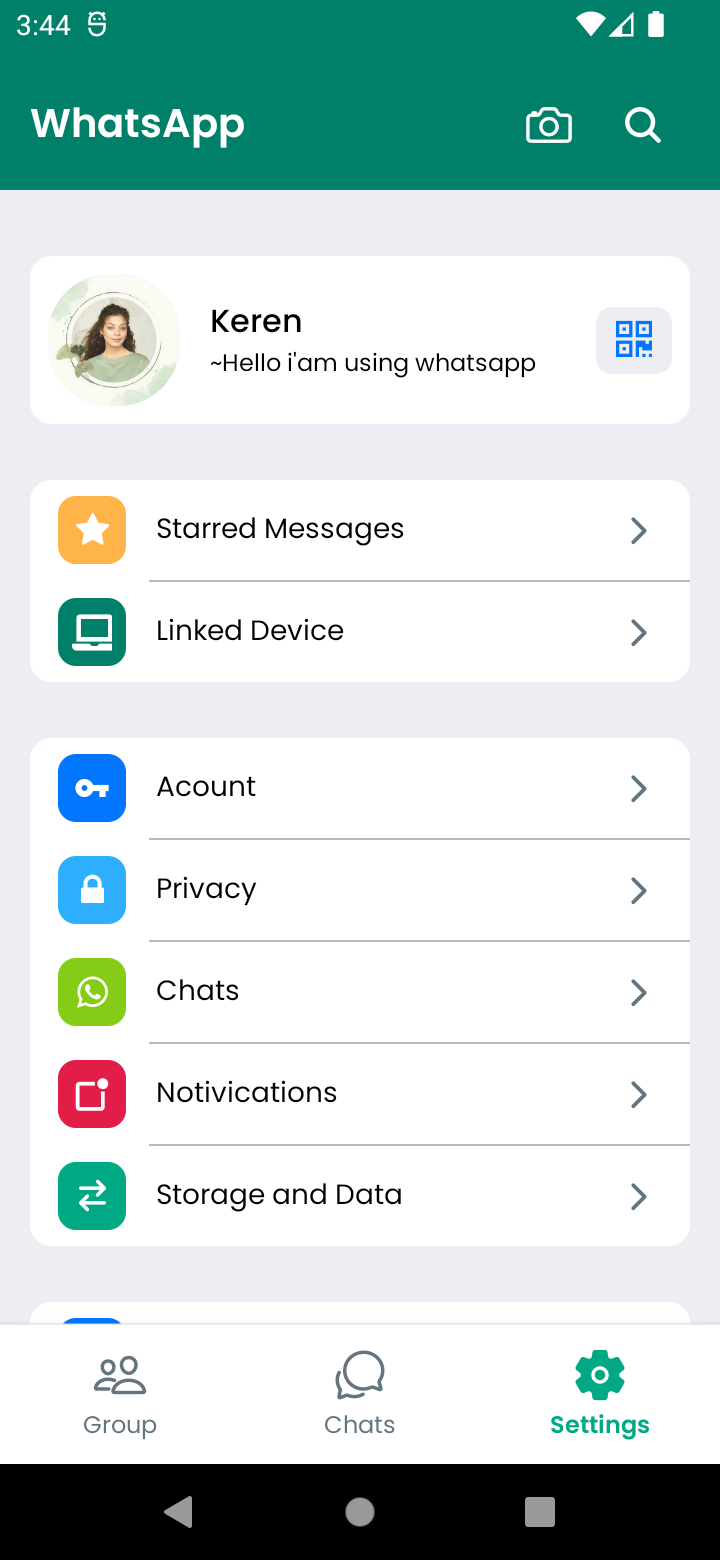 3:44
WhatsApp
Keren
~Hello i'am using whatsapp
Starred Messages
Linked Device
Acount
Privacy
Chats
Notivications
Storage and Data
Group
Chats
Settings